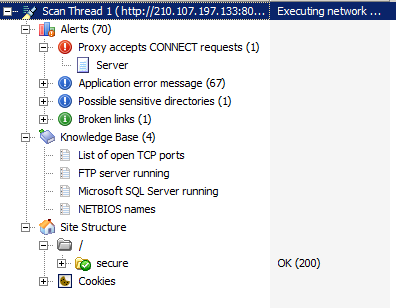 Scan Thread 1 ( http://210.107.197.133:80... Executing network ...
Alerts (70)
Proxy accepts CONNECT requests (1)
Server
Application error message (67)
Possible sensitive directories (1)
Broken links (1)
Knowledge Base (4)
List of open TCP ports
FTP server running
Microsoft SQL Server running
NETBIOS names
Site Structure
/
secure OK (200)
Cookies